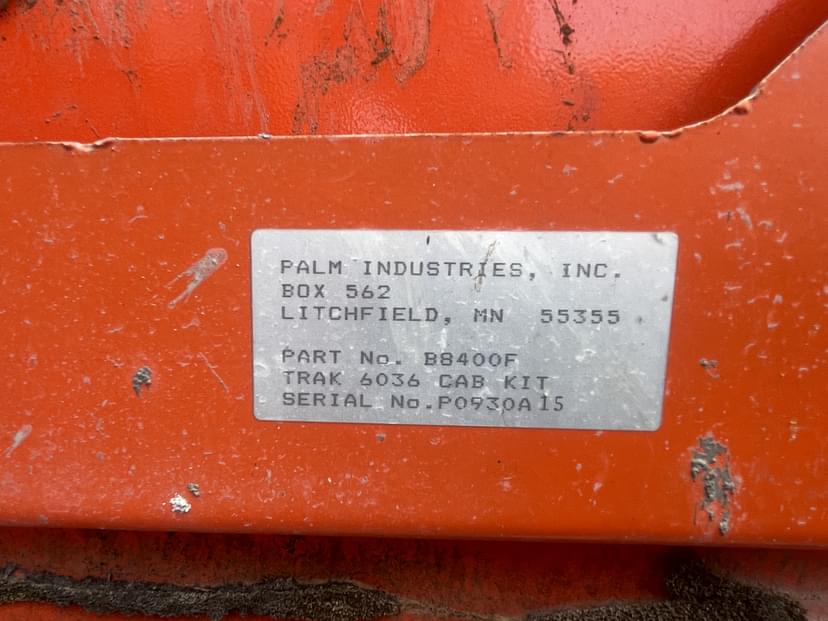 PALM INDUSTRIES, INC.
BOX 562
LITCHFIELD, MN 55355
PART No. B8400F
TRAK 6036 CAB KIT
SERIAL No.P0930A15